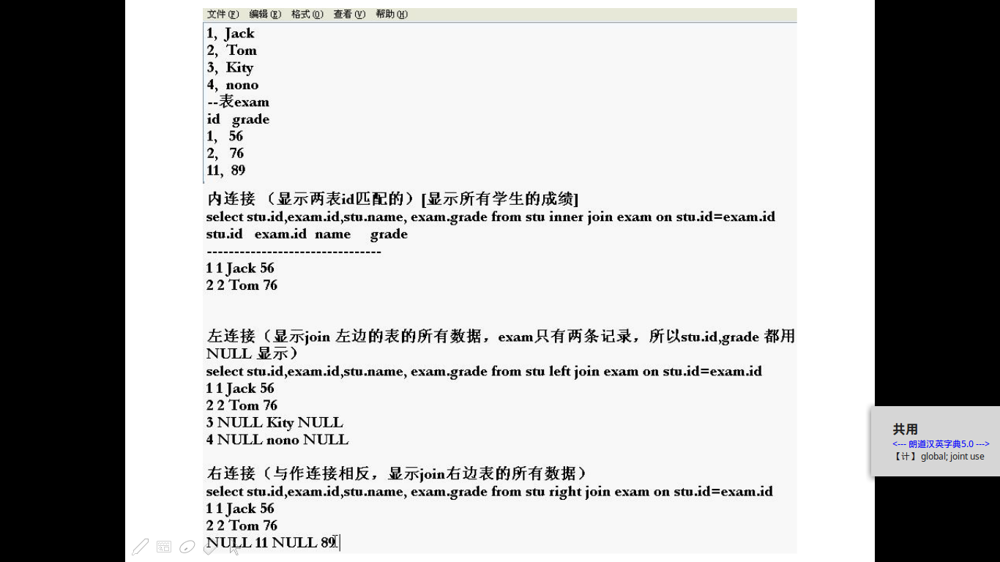 文件(F) 编辑(E) 格式(O) 查看(V) 帮助(H)
1, Jack
2, Tom
3, Kity
4, nono
--表exam
id grade
1, 56
2, 76
11, 89
内连接 （显示两表id匹配的）[显示所有学生的成绩]
select stu.id,exam.id,stu.name, exam.grade from stu inner join exam on stu.id=exam.id
stu.id exam.id name grade
--------------------------------
1 1 Jack 56
2 2 Tom 76
左连接（显示join 左边的表的所有数据，exam只有两条记录，所以stu.id,grade 都用
NULL 显示）
select stu.id,exam.id,stu.name, exam.grade from stu left join exam on stu.id=exam.id
1 1 Jack 56
2 2 Tom 76
3 NULL Kity NULL
4 NULL nono NULL
右连接（与作连接相反，显示join右边表的所有数据）
select stu.id,exam.id,stu.name, exam.grade from stu right join exam on stu.id=exam.id
1 1 Jack 56
2 2 Tom 76
NULL 11 NULL 89
共用
<--- 朗道汉英字典5.0 --->
【计】global; joint use